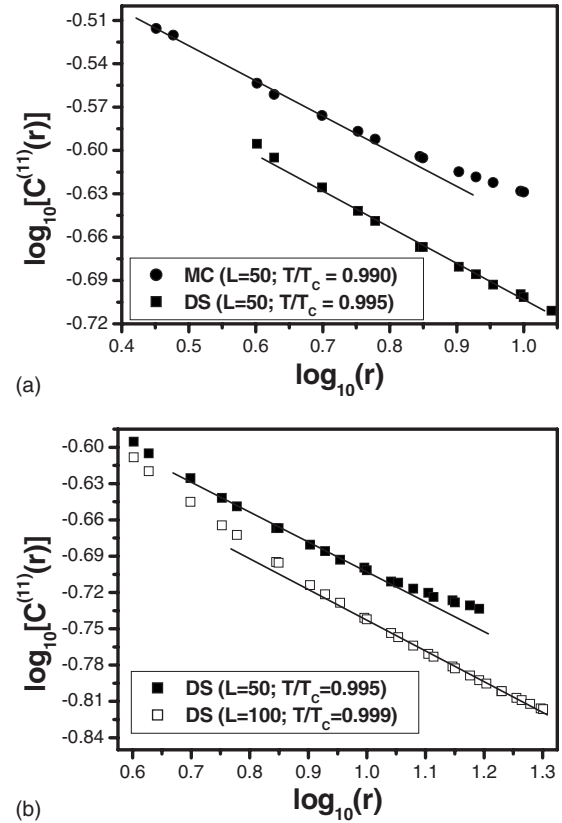 -0.51
-0.54
-0.57
-0.60
-0.63
-0.66
-0.69
-0.72
log₁₀[C⁽¹¹⁾(r)]
MC (L=50; T/T_C = 0.990)
DS (L=50; T/T_C = 0.995)
0.4 0.5 0.6 0.7 0.8 0.9 1.0
log₁₀(r)
(a)
-0.60
-0.63
-0.66
-0.69
-0.72
-0.75
-0.78
-0.81
-0.84
log₁₀[C⁽¹¹⁾(r)]
DS (L=50; T/T_C=0.995)
DS (L=100; T/T_C=0.999)
0.6 0.7 0.8 0.9 1.0 1.1 1.2 1.3
log₁₀(r)
(b)